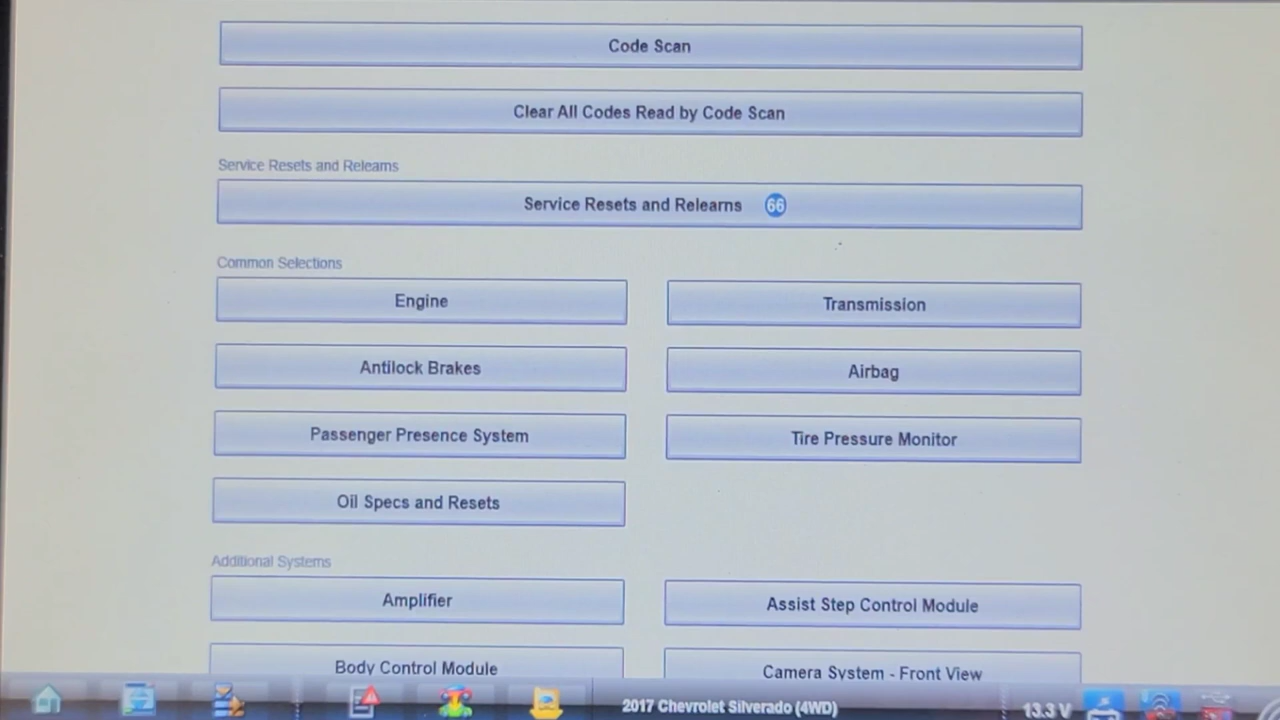 Code Scan
Clear All Codes Read by Code Scan
Service Resets and Relearns
Service Resets and Relearns 66
Common Selections
Engine
Transmission
Antilock Brakes
Airbag
Passenger Presence System
Tire Pressure Monitor
Oil Specs and Resets
Additional Systems
Amplifier
Assist Step Control Module
Body Control Module
Camera System - Front View
2017 Chevrolet Silverado (4WD)
13.3 V